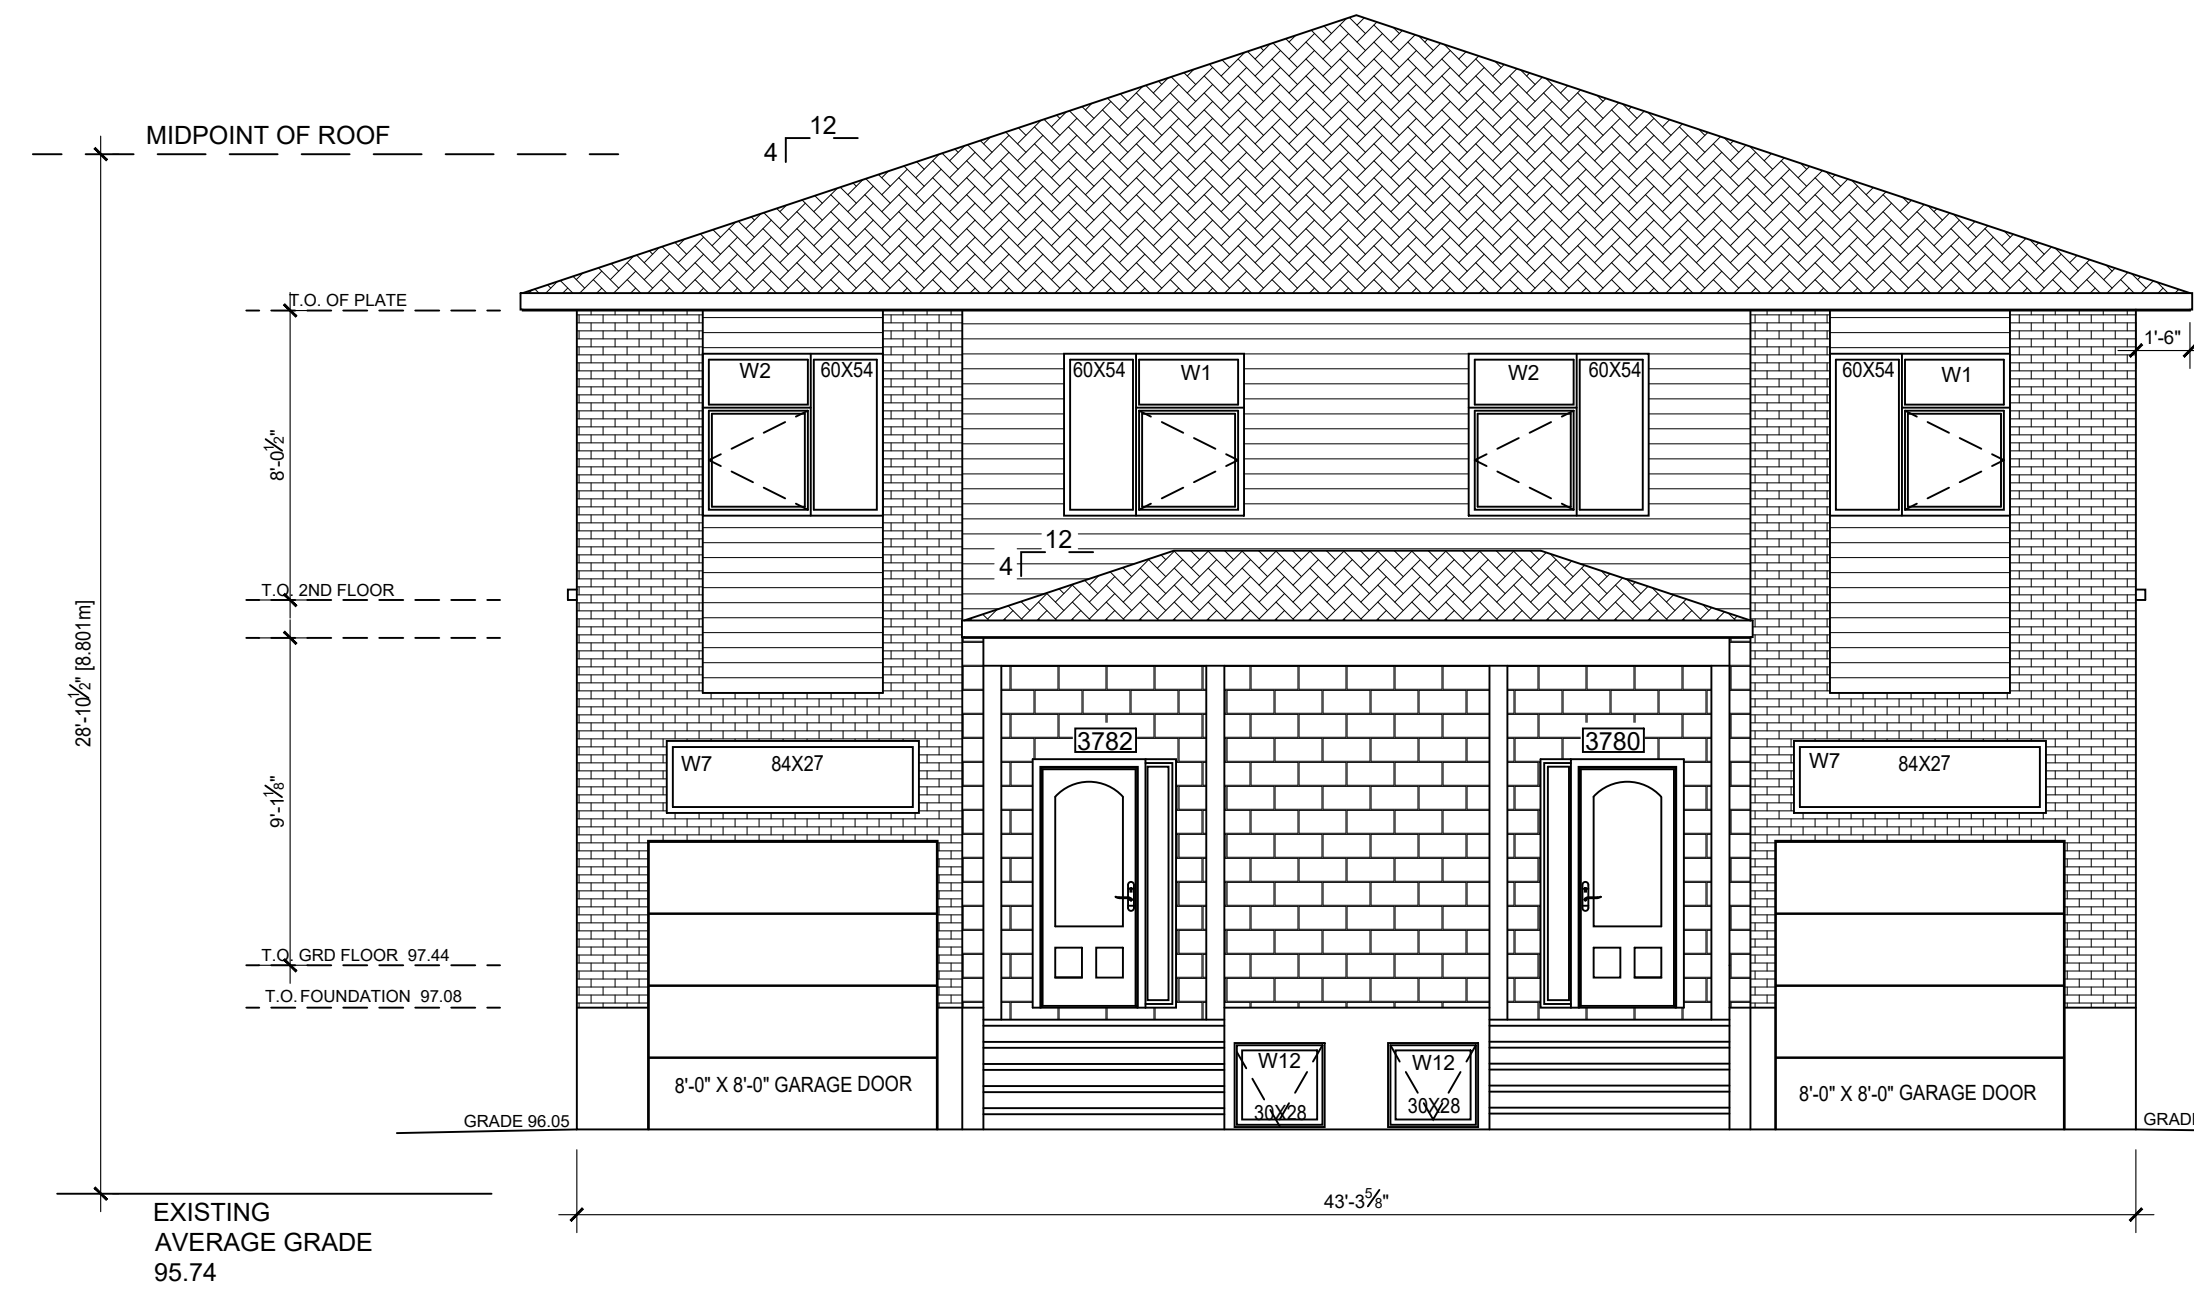 12
MIDPOINT OF ROOF
4
T.O. OF PLATE
1'-6"
W2 60X54
60X54 W1
W2 60X54
60X54 W1
8'-0½"
12
4
T.O. 2ND FLOOR
28'-10½" [8.801m]
3782
3780
W7 84X27
W7 84X27
9'-1⅛"
T.O. GRD FLOOR 97.44
T.O. FOUNDATION 97.08
W12
30X28
W12
30X28
8'-0" X 8'-0" GARAGE DOOR
8'-0" X 8'-0" GARAGE DOOR
GRADE 96.05
43'-3⅝"
EXISTING
AVERAGE GRADE
95.74